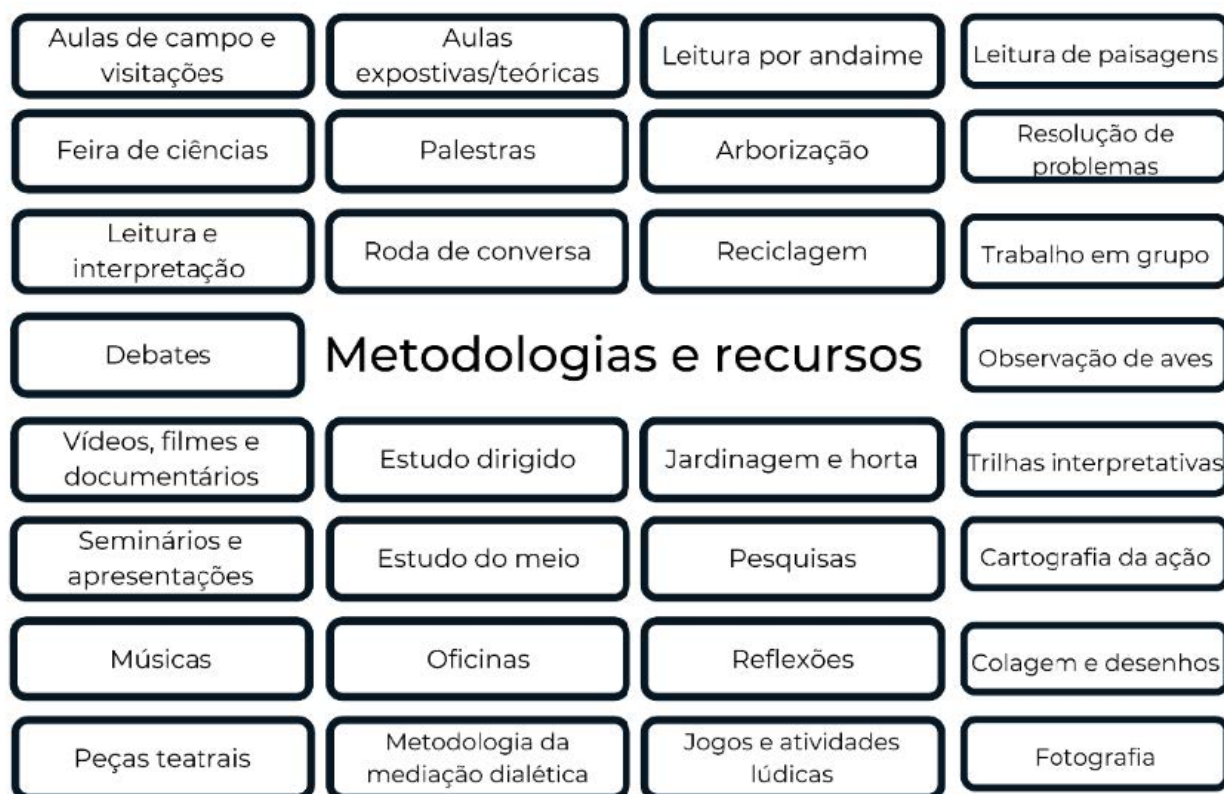 Aulas de campo e
visitações
Aulas
expostivas/teóricas
Leitura por andaime
Leitura de paisagens
Feira de ciências
Palestras
Arborização
Resolução de
problemas
Leitura e
interpretação
Roda de conversa
Reciclagem
Trabalho em grupo
Debates
Metodologias e recursos
Observação de aves
Vídeos, filmes e
documentários
Estudo dirigido
Jardinagem e horta
Trilhas interpretativas
Seminários e
apresentações
Estudo do meio
Pesquisas
Cartografia da ação
Músicas
Oficinas
Reflexões
Colagem e desenhos
Peças teatrais
Metodologia da
mediação dialética
Jogos e atividades
lúdicas
Fotografia